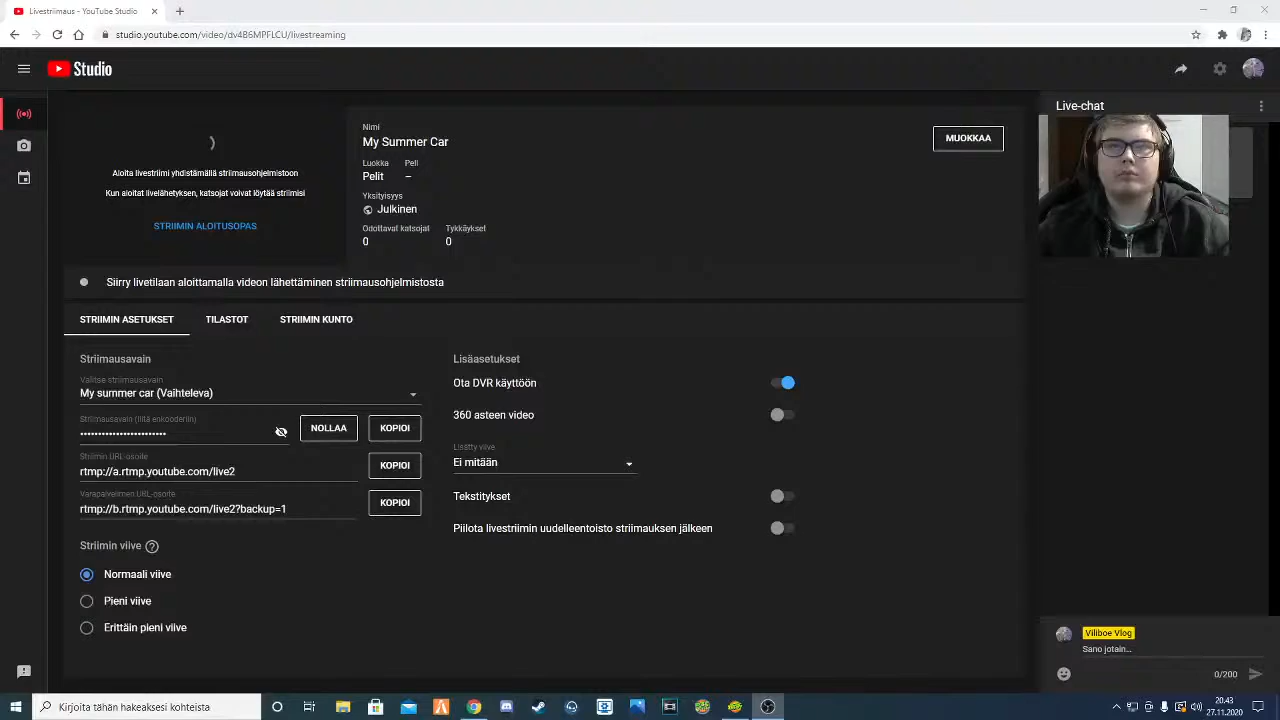 Livestriimaus - YouTube Studio
studio.youtube.com/video/dv4B6MPFLCU/livestreaming
Studio
Live-chat
Nimi
My Summer Car
MUOKKAA
Luokka Peli
Pelit –
Yksityisyys
Julkinen
Odottavat katsojat Tykkäykset
0 0
Aloita livestriimi yhdistämällä striimausohjelmistoon
Kun aloitat livelähetyksen, katsojat voivat löytää striimisi
STRIIMIN ALOITUSOPAS
Siirry livetilaan aloittamalla videon lähettäminen striimausohjelmistosta
STRIIMIN ASETUKSET TILASTOT STRIIMIN KUNTO
Striimausavain
Valitse striimausavain
My summer car (Vaihteleva)
Striimausavain (liitä enkooderiin)
NOLLAA KOPIOI
Striimin URL-osoite
rtmp://a.rtmp.youtube.com/live2
KOPIOI
Varapalvelimen URL-osoite
rtmp://b.rtmp.youtube.com/live2?backup=1
KOPIOI
Striimin viive
Normaali viive
Pieni viive
Erittäin pieni viive
Lisäasetukset
Ota DVR käyttöön
360 asteen video
Lisätty viive
Ei mitään
Tekstitykset
Piilota livestriimin uudelleentoisto striimauksen jälkeen
Viliboe Vlog
Sano jotain...
0/200
Kirjoita tähän hakeaksesi kohteista
20.43
27.11.2020